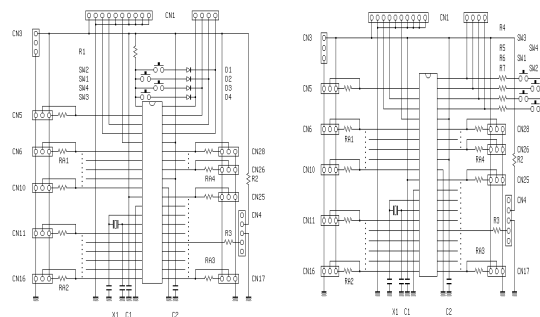 CN1
CN3
R1
SW2
SW1
SW4
SW3
D1
D2
D3
D4
CN5
CN6
RA1
CN28
CN26
RA4
R2
CN10
CN25
CN4
CN11
R3
RA3
CN16
RA2
CN17
X1 C1
C2
CN1
R4
CN3
R5
SW3
R6
SW4
R7
SW1
SW2
CN5
CN6
RA1
CN28
CN26
RA4
R2
CN10
CN25
CN4
CN11
R3
RA3
CN16
RA2
CN17
X1 C1
C2